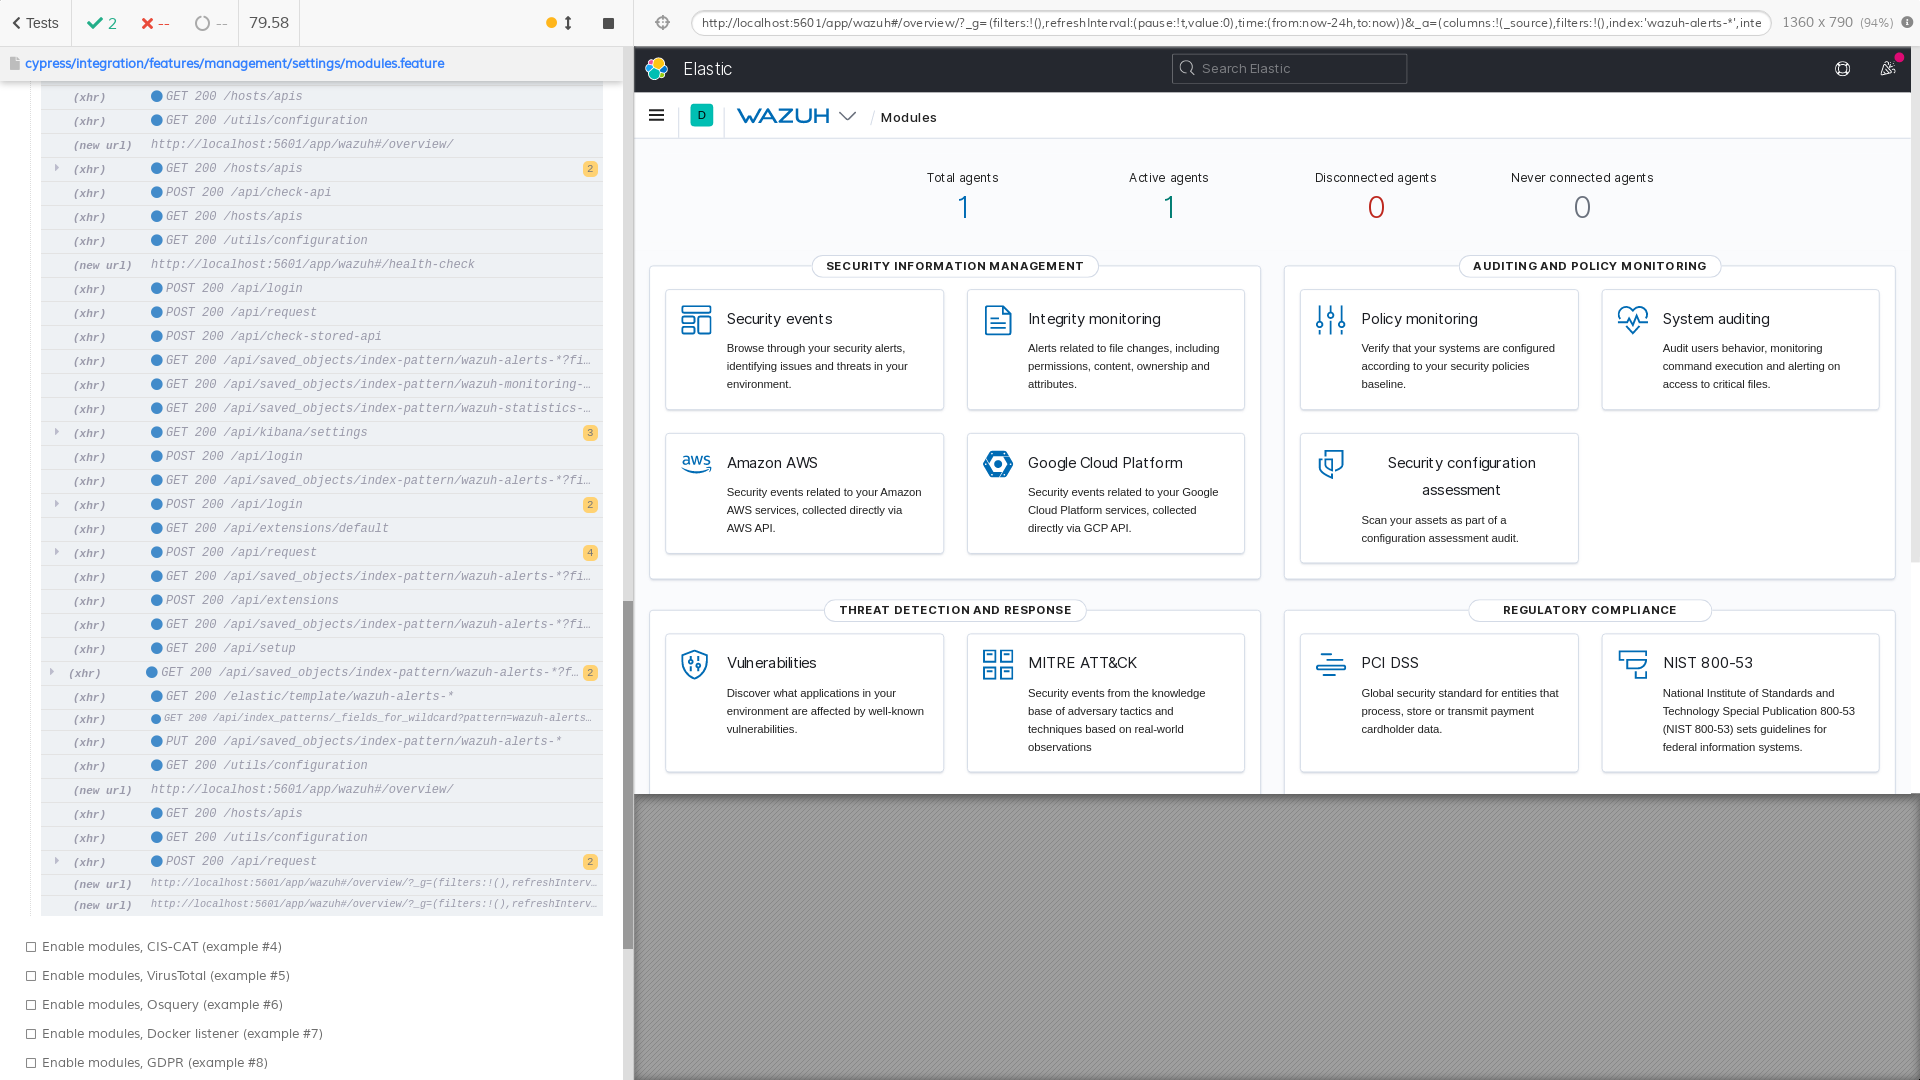 Tests
2
--
--
79.58
cypress/integration/features/management/settings/modules.feature
(xhr) GET 200 /hosts/apis
(xhr) GET 200 /utils/configuration
(new url) http://localhost:5601/app/wazuh#/overview/
(xhr) GET 200 /hosts/apis 2
(xhr) POST 200 /api/check-api
(xhr) GET 200 /hosts/apis
(xhr) GET 200 /utils/configuration
(new url) http://localhost:5601/app/wazuh#/health-check
(xhr) POST 200 /api/login
(xhr) POST 200 /api/request
(xhr) POST 200 /api/check-stored-api
(xhr) GET 200 /api/saved_objects/index-pattern/wazuh-alerts-*?fi…
(xhr) GET 200 /api/saved_objects/index-pattern/wazuh-monitoring-…
(xhr) GET 200 /api/saved_objects/index-pattern/wazuh-statistics-…
(xhr) GET 200 /api/kibana/settings 3
(xhr) POST 200 /api/login
(xhr) GET 200 /api/saved_objects/index-pattern/wazuh-alerts-*?fi…
(xhr) POST 200 /api/login 2
(xhr) GET 200 /api/extensions/default
(xhr) POST 200 /api/request 4
(xhr) GET 200 /api/saved_objects/index-pattern/wazuh-alerts-*?fi…
(xhr) POST 200 /api/extensions
(xhr) GET 200 /api/saved_objects/index-pattern/wazuh-alerts-*?fi…
(xhr) GET 200 /api/setup
(xhr) GET 200 /api/saved_objects/index-pattern/wazuh-alerts-*?f… 2
(xhr) GET 200 /elastic/template/wazuh-alerts-*
(xhr) GET 200 /api/index_patterns/_fields_for_wildcard?pattern=wazuh-alerts…
(xhr) PUT 200 /api/saved_objects/index-pattern/wazuh-alerts-*
(xhr) GET 200 /utils/configuration
(new url) http://localhost:5601/app/wazuh#/overview/
(xhr) GET 200 /hosts/apis
(xhr) GET 200 /utils/configuration
(xhr) POST 200 /api/request 2
(new url) http://localhost:5601/app/wazuh#/overview/?_g=(filters:!(),refreshInterv…
(new url) http://localhost:5601/app/wazuh#/overview/?_g=(filters:!(),refreshInterv…
Enable modules, CIS-CAT (example #4)
Enable modules, VirusTotal (example #5)
Enable modules, Osquery (example #6)
Enable modules, Docker listener (example #7)
Enable modules, GDPR (example #8)
http://localhost:5601/app/wazuh#/overview/?_g=(filters:!(),refreshInterval:(pause:!t,value:0),time:(from:now-24h,to:now))&_a=(columns:!(_source),filters:!(),index:'wazuh-alerts-*',inte
1360 x 790 (94%)
Elastic
Search Elastic
D
WAZUH
/ Modules
Total agents
1
Active agents
1
Disconnected agents
0
Never connected agents
0
SECURITY INFORMATION MANAGEMENT
Security events
Browse through your security alerts,
identifying issues and threats in your
environment.
Integrity monitoring
Alerts related to file changes, including
permissions, content, ownership and
attributes.
aws
Amazon AWS
Security events related to your Amazon
AWS services, collected directly via
AWS API.
Google Cloud Platform
Security events related to your Google
Cloud Platform services, collected
directly via GCP API.
AUDITING AND POLICY MONITORING
Policy monitoring
Verify that your systems are configured
according to your security policies
baseline.
System auditing
Audit users behavior, monitoring
command execution and alerting on
access to critical files.
Security configuration
assessment
Scan your assets as part of a
configuration assessment audit.
THREAT DETECTION AND RESPONSE
Vulnerabilities
Discover what applications in your
environment are affected by well-known
vulnerabilities.
MITRE ATT&CK
Security events from the knowledge
base of adversary tactics and
techniques based on real-world
observations
REGULATORY COMPLIANCE
PCI DSS
Global security standard for entities that
process, store or transmit payment
cardholder data.
NIST 800-53
National Institute of Standards and
Technology Special Publication 800-53
(NIST 800-53) sets guidelines for
federal information systems.